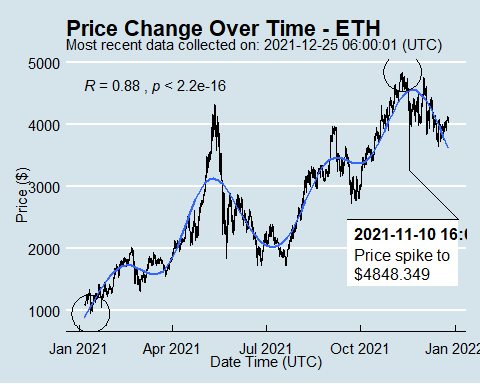 Price Change Over Time - ETH
Most recent data collected on: 2021-12-25 06:00:01 (UTC)
5000
R = 0.88 , p < 2.2e-16
4000
3000
2000
1000
Price ($)
2021-11-10 16:0
Price spike to
$4848.349
Jan 2021
Apr 2021
Jul 2021
Oct 2021
Jan 2022
Date Time (UTC)